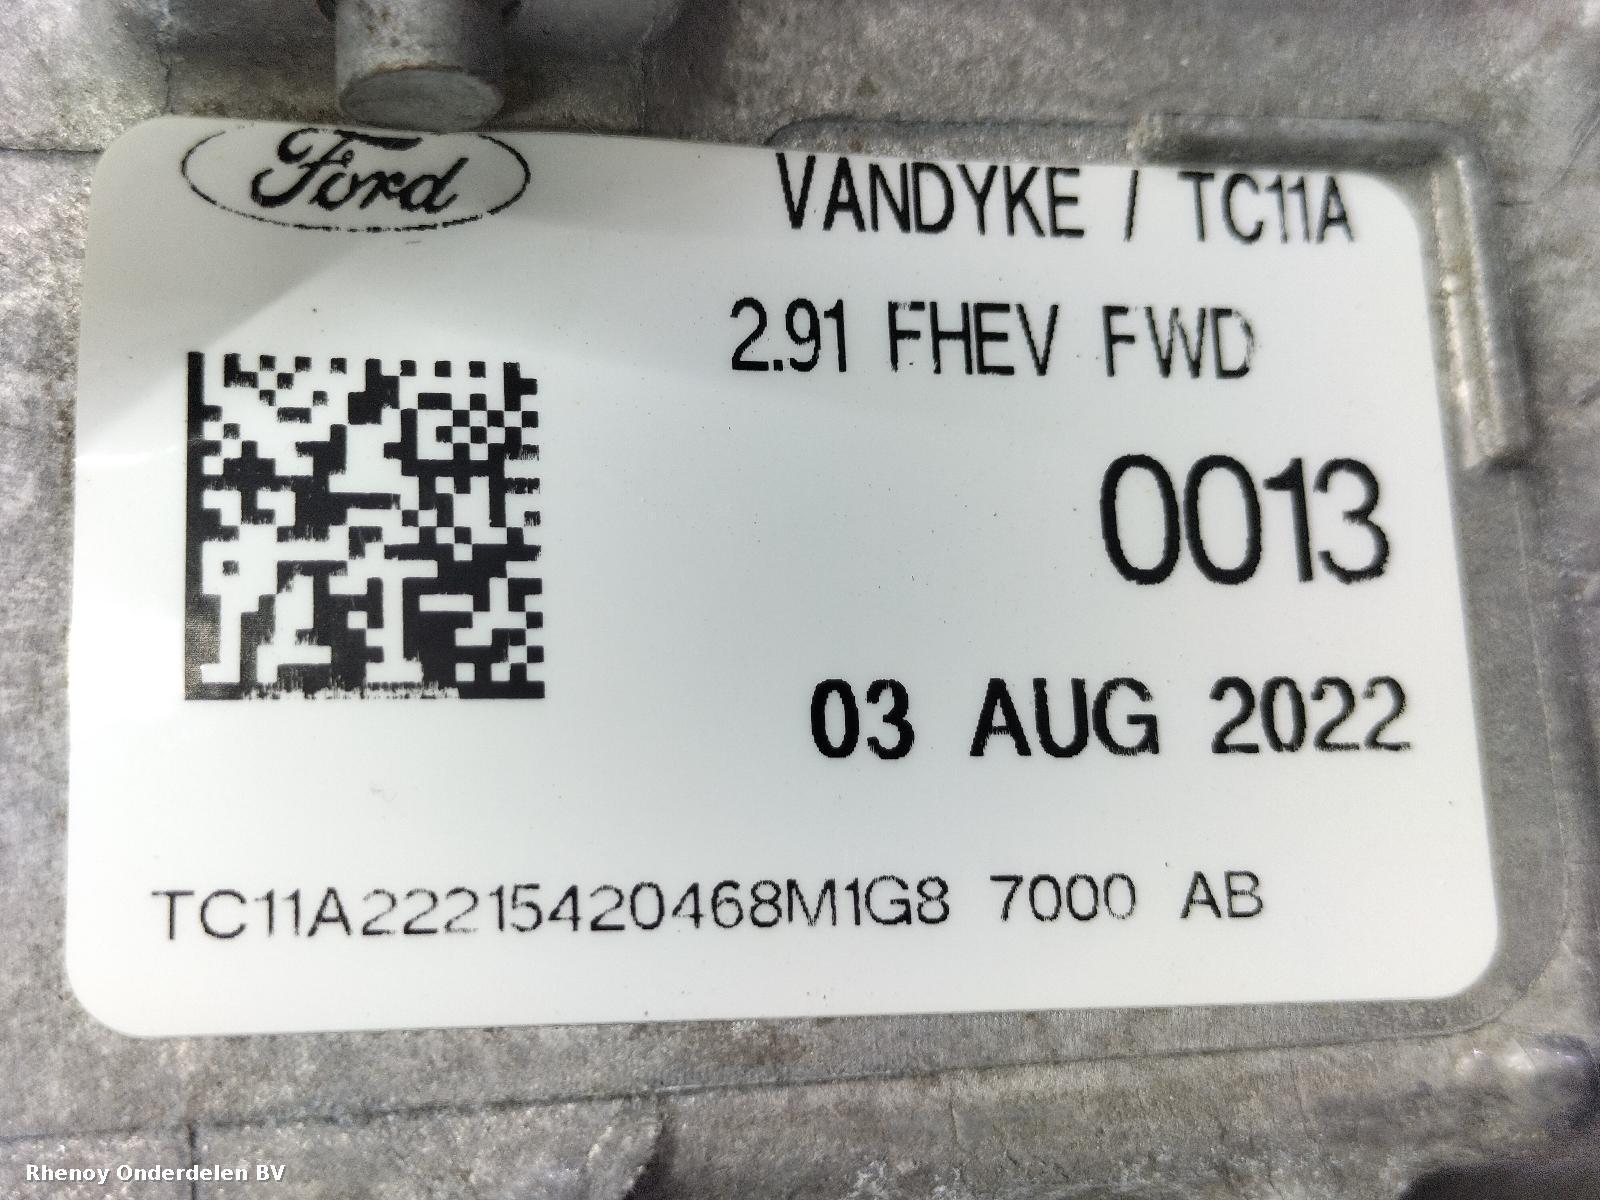 Ford
VANDYKE / TC11A
2.91 FHEV FWD
0013
03 AUG 2022
TC11A22215420468M1G8 7000 AB
Rhenoy Onderdelen BV